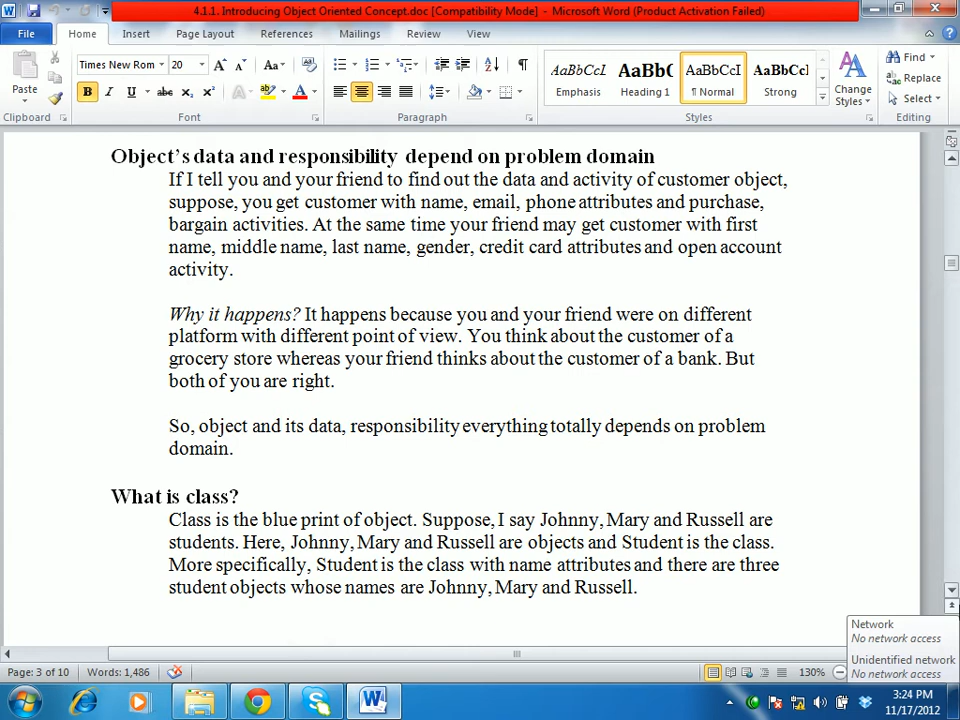 4.1.1. Introducing Object Oriented Concept.doc [Compatibility Mode] - Microsoft Word (Product Activation Failed)
File Home Insert Page Layout References Mailings Review View
Times New Rom 20
Paste
Clipboard Font Paragraph Styles Editing
AaBbCcI AaBbC AaBbCcI AaBbCcl
Emphasis Heading 1 ¶ Normal Strong
Change Styles
Find
Replace
Select
Object's data and responsibility depend on problem domain
If I tell you and your friend to find out the data and activity of customer object,
suppose, you get customer with name, email, phone attributes and purchase,
bargain activities. At the same time your friend may get customer with first
name, middle name, last name, gender, credit card attributes and open account
activity.
Why it happens? It happens because you and your friend were on different
platform with different point of view. You think about the customer of a
grocery store whereas your friend thinks about the customer of a bank. But
both of you are right.
So, object and its data, responsibility everything totally depends on problem
domain.
What is class?
Class is the blue print of object. Suppose, I say Johnny, Mary and Russell are
students. Here, Johnny, Mary and Russell are objects and Student is the class.
More specifically, Student is the class with name attributes and there are three
student objects whose names are Johnny, Mary and Russell.
Network
No network access
Unidentified network
No network access
Page: 3 of 10 Words: 1,486 130%
3:24 PM
11/17/2012